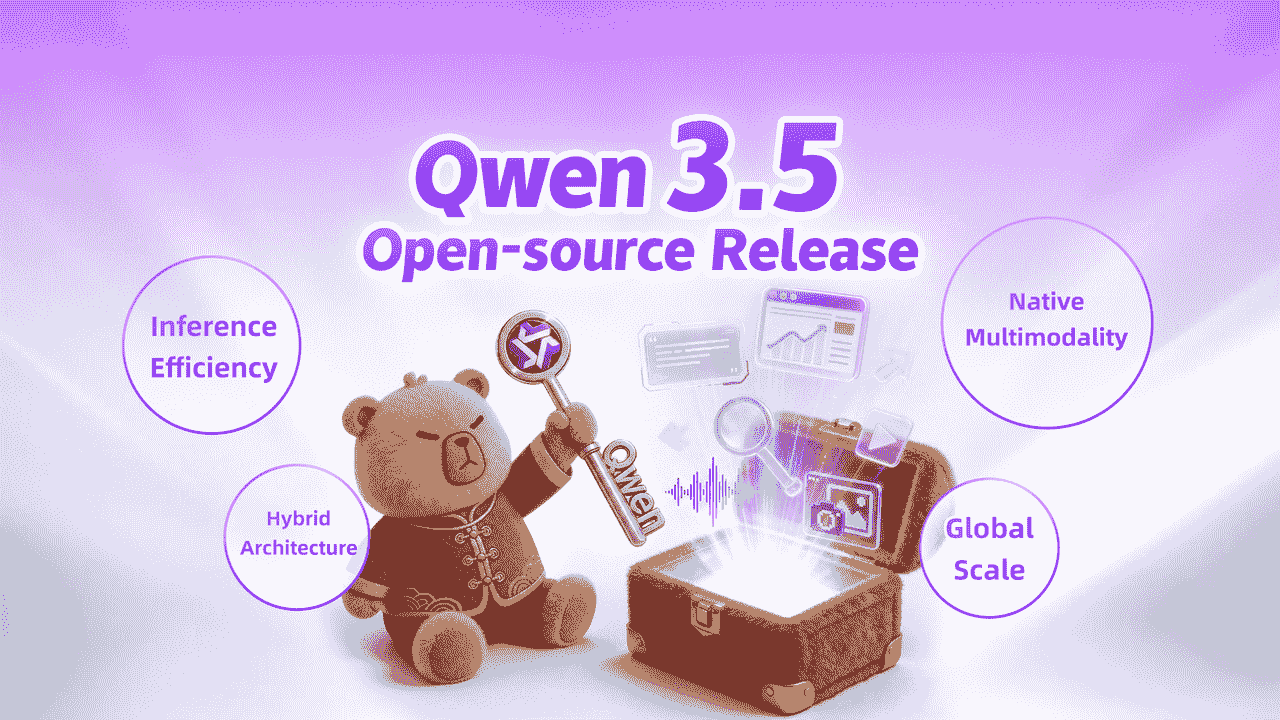 Qwen 3.5
Open-source Release
Inference
Efficiency
Native
Multimodality
Qwen
Hybrid
Architecture
Global
Scale